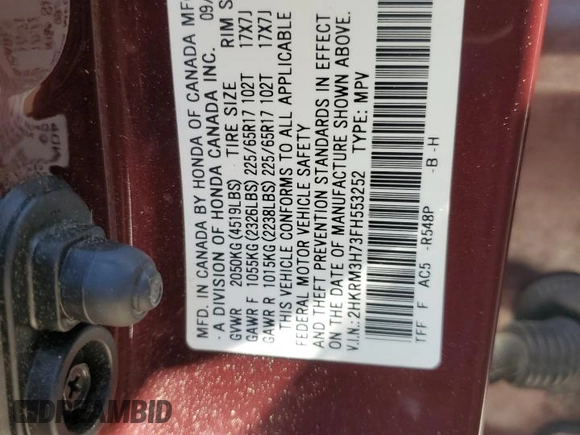 MFD. IN CANADA BY HONDA OF CANADA MFG
- A DIVISION OF HONDA CANADA INC. 09/
GVWR 2050KG (4519LBS) TIRE SIZE RIM S
GAWR F 1055KG (2326LBS) 225/65R17 102T 17X7J
GAWR R 1015KG (2238LBS) 225/65R17 102T 17X7J
THIS VEHICLE CONFORMS TO ALL APPLICABLE
FEDERAL MOTOR VEHICLE SAFETY
AND THEFT PREVENTION STANDARDS IN EFFECT
ON THE DATE OF MANUFACTURE SHOWN ABOVE.
V.I.N.: 2HKRM3H73FH553252 TYPE: MPV
TFF F AC5 -R548P -B -H
DEPREAMBID